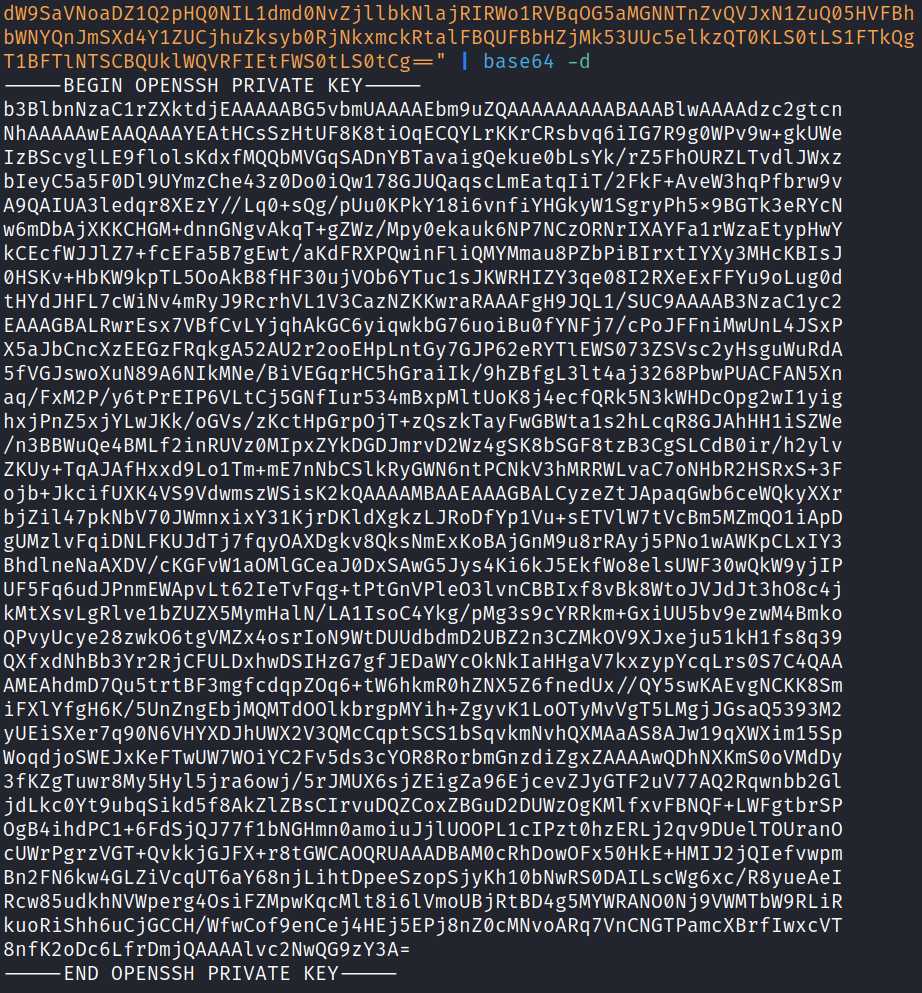 dW9SaVNoaDZ1Q2pHQ0NIL1dmd0NvZjllbkNlajRIRWo1RVBqOG5aMGNNTnZvQVJxN1ZuQ05HVFBh
bWNYQnJmSXd4Y1ZUCjhuZksyb0RjNkxmckRtalFBQUFBbHZjMk53UUc5elkzQT0KLS0tLS1FTkQg
T1BFTlNTSCBQUklWQVRFIEtFWS0tLS0tCg==" | base64 -d
-----BEGIN OPENSSH PRIVATE KEY-----
b3BlbnNzaC1rZXktdjEAAAAABG5vbmUAAAAEbm9uZQAAAAAAAAABAAABlwAAAAdzc2gtcn
NhAAAAAwEAAQAAAYEAtHCsSzHtUF8K8tiOqECQYLrKKrCRsbvq6iIG7R9g0WPv9w+gkUWe
IzBScvglLE9flolsKdxfMQQbMVGqSADnYBTavaigQekue0bLsYk/rZ5FhOURZLTvdlJWxz
bIeyC5a5F0Dl9UYmzChe43z0Do0iQw178GJUQaqscLmEatqIiT/2FkF+AveW3hqPfbrw9v
A9QAIUA3ledqr8XEzY//Lq0+sQg/pUu0KPkY18i6vnfiYHGkyW1SgryPh5x9BGTk3eRYcN
w6mDbAjXKKCHGM+dnnGNgvAkqT+gZWz/Mpy0ekauk6NP7NCzORNrIXAYFa1rWzaEtypHwY
kCEcfWJJlZ7+fcEFa5B7gEwt/aKdFRXPQwinFliQMYMmau8PZbPiBIrxtIYXy3MHcKBIsJ
0HSKv+HbKW9kpTL5OoAkB8fHF30ujVOb6YTuc1sJKWRHIZY3qe08I2RXeExFFYu9oLug0d
tHYdJHFL7cWiNv4mRyJ9RcrhVL1V3CazNZKKwraRAAAFgH9JQL1/SUC9AAAAB3NzaC1yc2
EAAAGBALRwrEsx7VBfCvLYjqhAkGC6yiqwkbG76uoiBu0fYNFj7/cPoJFFniMwUnL4JSxP
X5aJbCncXzEEGzFRqkgA52AU2r2ooEHpLntGy7GJP62eRYTlEWS073ZSVsc2yHsguWuRdA
5fVGJswoXuN89A6NIkMNe/BiVEGqrHC5hGraiIk/9hZBfgL3lt4aj3268PbwPUACFAN5Xn
aq/FxM2P/y6tPrEIP6VLtCj5GNfIur534mBxpMltUoK8j4ecfQRk5N3kWHDcOpg2wI1yig
hxjPnZ5xjYLwJKk/oGVs/zKctHpGrpOjT+zQszkTayFwGBWta1s2hLcqR8GJAhHH1iSZWe
/n3BBWuQe4BMLf2inRUVz0MIpxZYkDGDJmrvD2Wz4gSK8bSGF8tzB3CgSLCdB0ir/h2ylv
ZKUy+TqAJAfHxxd9Lo1Tm+mE7nNbCSlkRyGWN6ntPCNkV3hMRRWLvaC7oNHbR2HSRxS+3F
ojb+JkcifUXK4VS9VdwmszWSisK2kQAAAAMBAAEAAAGBALCyzeZtJApaqGwb6ceWQkyXXr
bjZil47pkNbV70JWmnxixY31KjrDKldXgkzLJRoDfYp1Vu+sETVlW7tVcBm5MZmQO1iApD
gUMzlvFqiDNLFKUJdTj7fqyOAXDgkv8QksNmExKoBAjGnM9u8rRAyj5PNo1wAWKpCLxIY3
BhdlneNaAXDV/cKGFvW1aOMlGCeaJ0DxSAwG5Jys4Ki6kJ5EkfWo8elsUWF30wQkW9yjIP
UF5Fq6udJPnmEWApvLt62IeTvFqg+tPtGnVPleO3lvnCBBIxf8vBk8WtoJVJdJt3hO8c4j
kMtXsvLgRlve1bZUZX5MymHalN/LA1IsoC4Ykg/pMg3s9cYRRkm+GxiUU5bv9ezwM4Bmko
QPvyUcye28zwkO6tgVMZx4osrIoN9WtDUUdbdmD2UBZ2n3CZMkOV9XJxeju51kH1fs8q39
QXfxdNhBb3Yr2RjCFULDxhwDSIHzG7gfJEDaWYcOkNkIaHHgaV7kxzypYcqLrs0S7C4QAA
AMEAhdmD7Qu5trtBF3mgfcdqpZOq6+tW6hkmR0hZNX5Z6fnedUx//QY5swKAEvgNCKK8Sm
iFXlYfgH6K/5UnZngEbjMQMTdOOlkbrgpMYih+ZgyvK1LoOTyMvVgT5LMgjJGsaQ5393M2
yUEiSXer7q90N6VHYXDJhUWX2V3QMcCqptSCS1bSqvkmNvhQXMAaAS8AJw19qXWXim15Sp
WoqdjoSWEJxKeFTwUW7WOiYC2Fv5ds3cYOR8RorbmGnzdiZgxZAAAAwQDhNXKmS0oVMdDy
3fKZgTuwr8My5Hyl5jra6owj/5rJMUX6sjZEigZa96EjcevZJyGTF2uV77AQ2Rqwnbb2Gl
jdLkc0Yt9ubqSikd5f8AkZlZBsCIrvuDQZCoxZBGuD2DUWzOgKMlfxvFBNQF+LWFgtbrSP
OgB4ihdPC1+6FdSjQJ77f1bNGHmn0amoiuJjlUOOPL1cIPzt0hzERLj2qv9DUelTOUranO
cUWrPgrzVGT+QvkkjGJFX+r8tGWCAOQRUAAADBAM0cRhDowOFx50HkE+HMIJ2jQIefvwpm
Bn2FN6kw4GLZiVcqUT6aY68njLihtDpeeSzopSjyKh10bNwRS0DAILscWg6xc/R8yueAeI
Rcw85udkhNVWperg4OsiFZMpwKqcMlt8i6lVmoUBjRtBD4g5MYWRANO0Nj9VWMTbW9RLiR
kuoRiShh6uCjGCCH/WfwCof9enCej4HEj5EPj8nZ0cMNvoARq7VnCNGTPamcXBrfIwxcVT
8nfK2oDc6LfrDmjQAAAAlvc2NwQG9zY3A=
-----END OPENSSH PRIVATE KEY-----